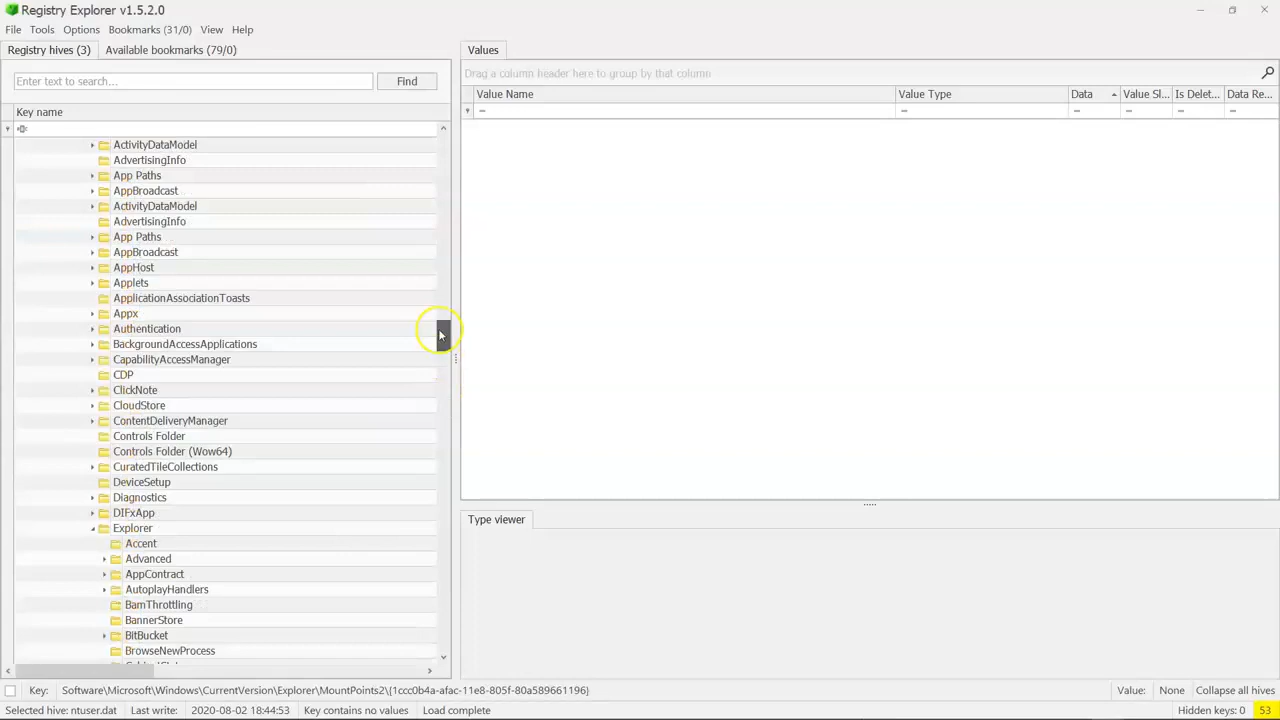 Registry Explorer v1.5.2.0
File Tools Options Bookmarks (31/0) View Help
Registry hives (3) Available bookmarks (79/0)
Enter text to search... Find
Key name
ActivityDataModel
AdvertisingInfo
App Paths
AppBroadcast
ActivityDataModel
AdvertisingInfo
App Paths
AppBroadcast
AppHost
Applets
ApplicationAssociationToasts
Appx
Authentication
BackgroundAccessApplications
CapabilityAccessManager
CDP
ClickNote
CloudStore
ContentDeliveryManager
Controls Folder
Controls Folder (Wow64)
CuratedTileCollections
DeviceSetup
Diagnostics
DIFxApp
Explorer
Accent
Advanced
AppContract
AutoplayHandlers
BamThrottling
BannerStore
BitBucket
BrowseNewProcess
Values
Drag a column header here to group by that column
Value Name Value Type Data Value Sl... Is Delet... Data Re...
Type viewer
Key: Software\Microsoft\Windows\CurrentVersion\Explorer\MountPoints2\{1ccc0b4a-afac-11e8-805f-80a589661196} Value: None Collapse all hives
Selected hive: ntuser.dat Last write: 2020-08-02 18:44:53 Key contains no values Load complete Hidden keys: 0 53